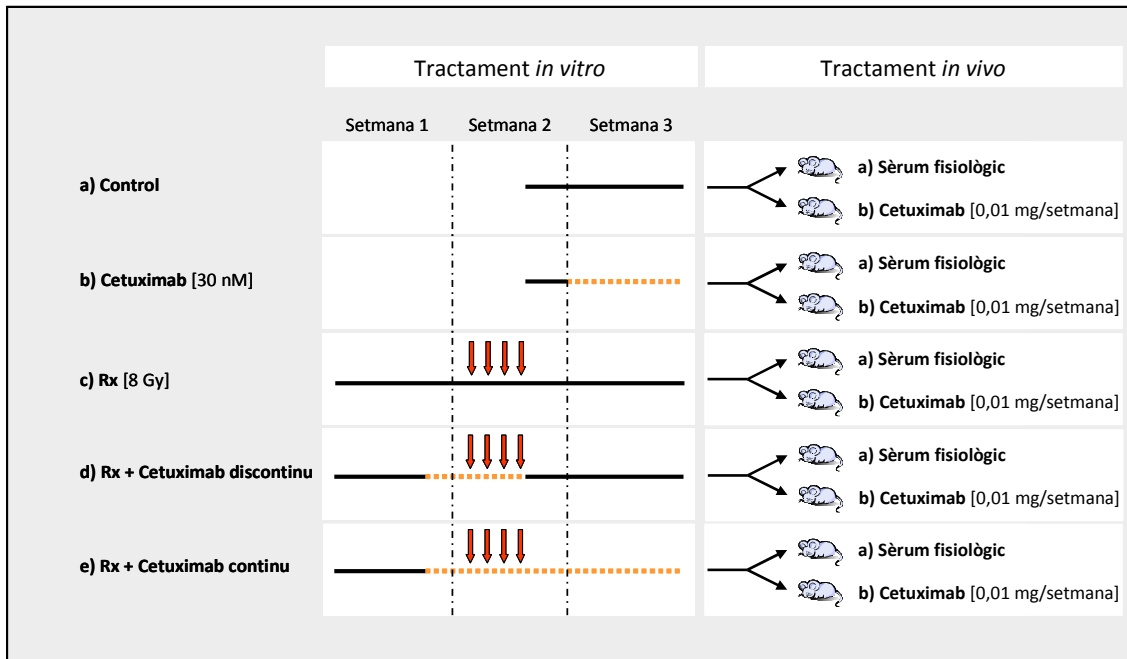 Tractament in vitro
Tractament in vivo
Setmana 1
Setmana 2
Setmana 3
a) Control
a) Sèrum fisiològic
b) Cetuximab [0,01 mg/setmana]
b) Cetuximab [30 nM]
a) Sèrum fisiològic
b) Cetuximab [0,01 mg/setmana]
c) Rx [8 Gy]
a) Sèrum fisiològic
b) Cetuximab [0,01 mg/setmana]
d) Rx + Cetuximab discontinu
a) Sèrum fisiològic
b) Cetuximab [0,01 mg/setmana]
e) Rx + Cetuximab continu
a) Sèrum fisiològic
b) Cetuximab [0,01 mg/setmana]